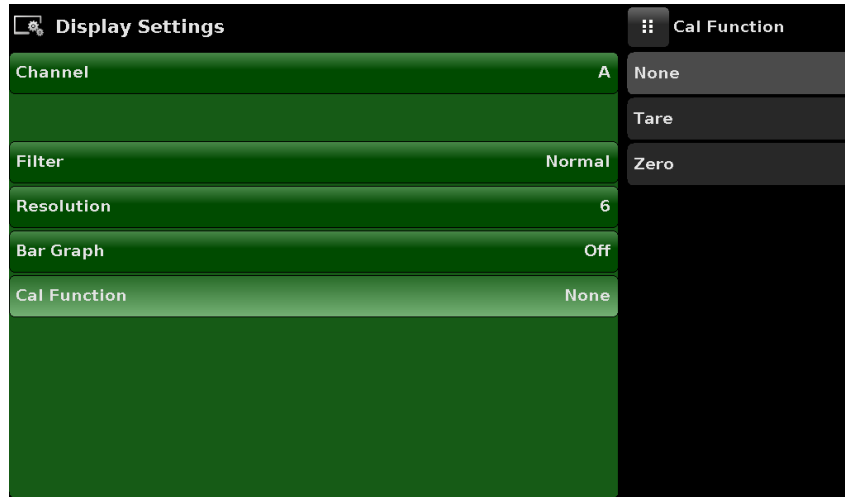 Display Settings
Channel A
Filter Normal
Resolution 6
Bar Graph Off
Cal Function None
Cal Function
None
Tare
Zero